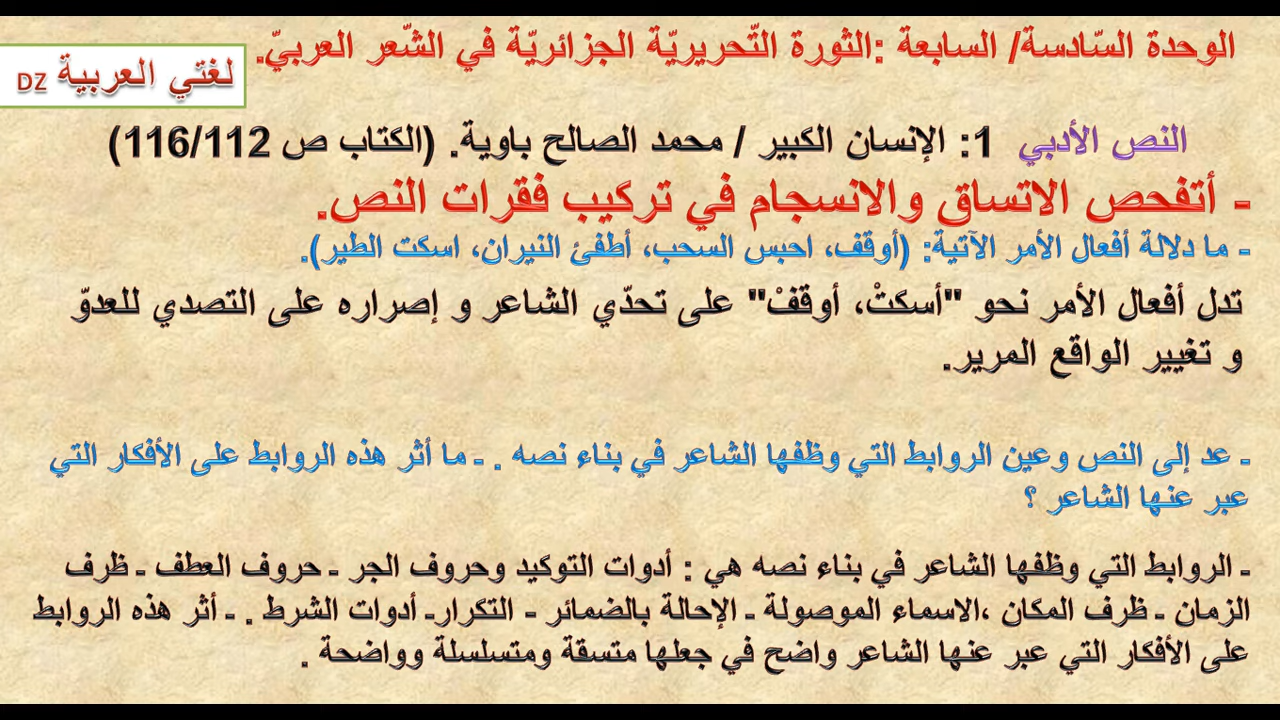 الوحدة السّادسة/ السابعة :الثورة التّحريريّة الجزائريّة في الشّعر العربيّ.
لغتي العربية DZ
النص الأدبي 1: الإنسان الكبير / محمد الصالح باوية. (الكتاب ص 116/112)
- أتفحص الاتساق والانسجام في تركيب فقرات النص.
- ما دلالة أفعال الأمر الآتية: (أوقف، احبس السحب، أطفئ النيران، اسكت الطير).
تدل أفعال الأمر نحو "أسكتْ، أوقفْ" على تحدّي الشاعر و إصراره على التصدي للعدوّ
و تغيير الواقع المرير.
- عد إلى النص وعين الروابط التي وظفها الشاعر في بناء نصه . - ما أثر هذه الروابط على الأفكار التي
عبر عنها الشاعر ؟
- الروابط التي وظفها الشاعر في بناء نصه هي : أدوات التوكيد وحروف الجر - حروف العطف - ظرف
الزمان - ظرف المكان ،الاسماء الموصولة - الإحالة بالضمائر - التكرار- أدوات الشرط . - أثر هذه الروابط
على الأفكار التي عبر عنها الشاعر واضح في جعلها متسقة ومتسلسلة وواضحة .